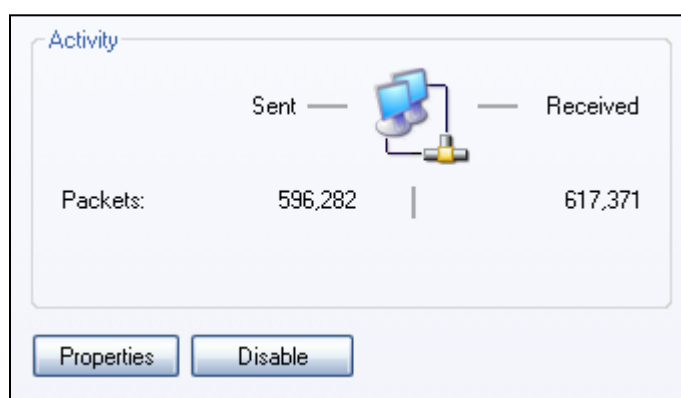 Activity
Sent Received
Packets: 596,282 617,371
Properties Disable